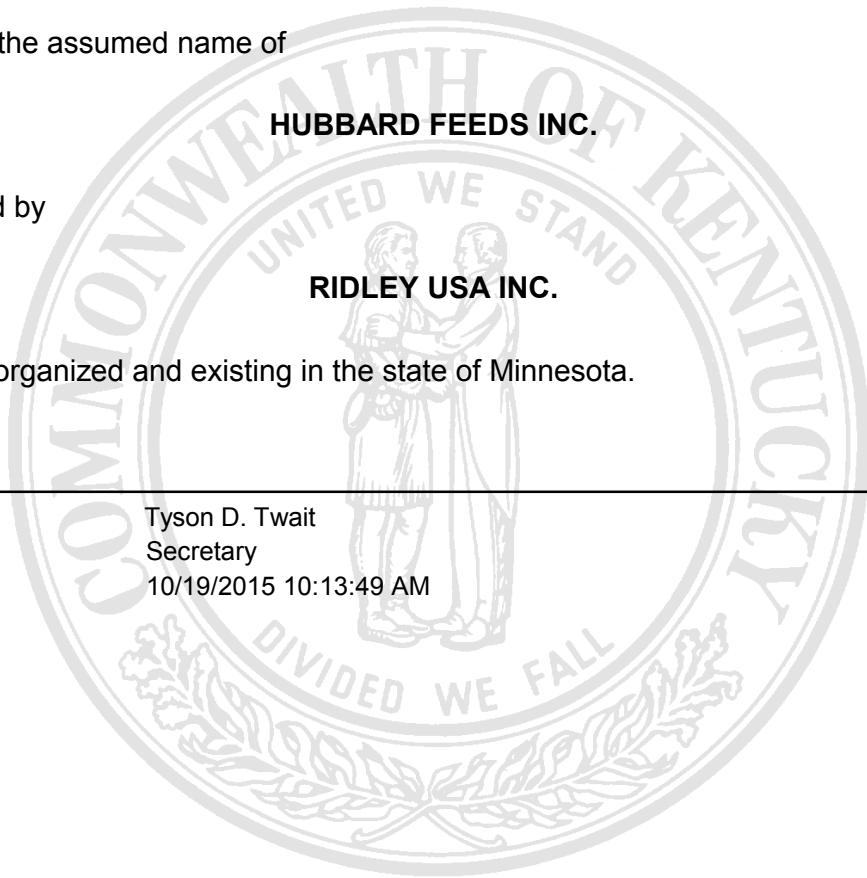 the assumed name of
HUBBARD FEEDS INC.
d by
RIDLEY USA INC.
organized and existing in the state of Minnesota.
Tyson D. Twait
Secretary
10/19/2015 10:13:49 AM
COMMONWEALTH OF KENTUCKY
UNITED WE STAND
DIVIDED WE FALL